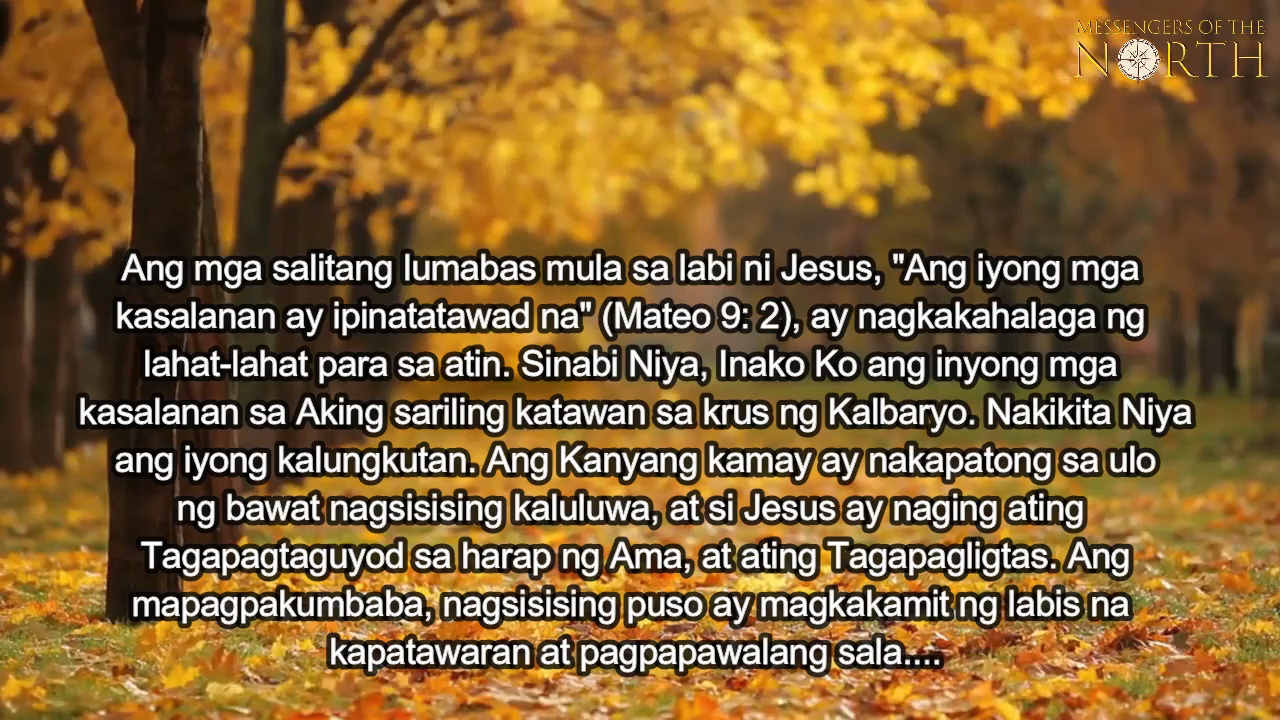 MESSENGERS OF THE
NORTH
Ang mga salitang lumabas mula sa labi ni Jesus, "Ang iyong mga
kasalanan ay ipinatatawad na" (Mateo 9: 2), ay nagkakahalaga ng
lahat-lahat para sa atin. Sinabi Niya, Inako Ko ang inyong mga
kasalanan sa Aking sariling katawan sa krus ng Kalbaryo. Nakikita Niya
ang iyong kalungkutan. Ang Kanyang kamay ay nakapatong sa ulo
ng bawat nagsisising kaluluwa, at si Jesus ay naging ating
Tagapagtaguyod sa harap ng Ama, at ating Tagapagligtas. Ang
mapagpakumbaba, nagsisising puso ay magkakamit ng labis na
kapatawaran at pagpapawalang sala....